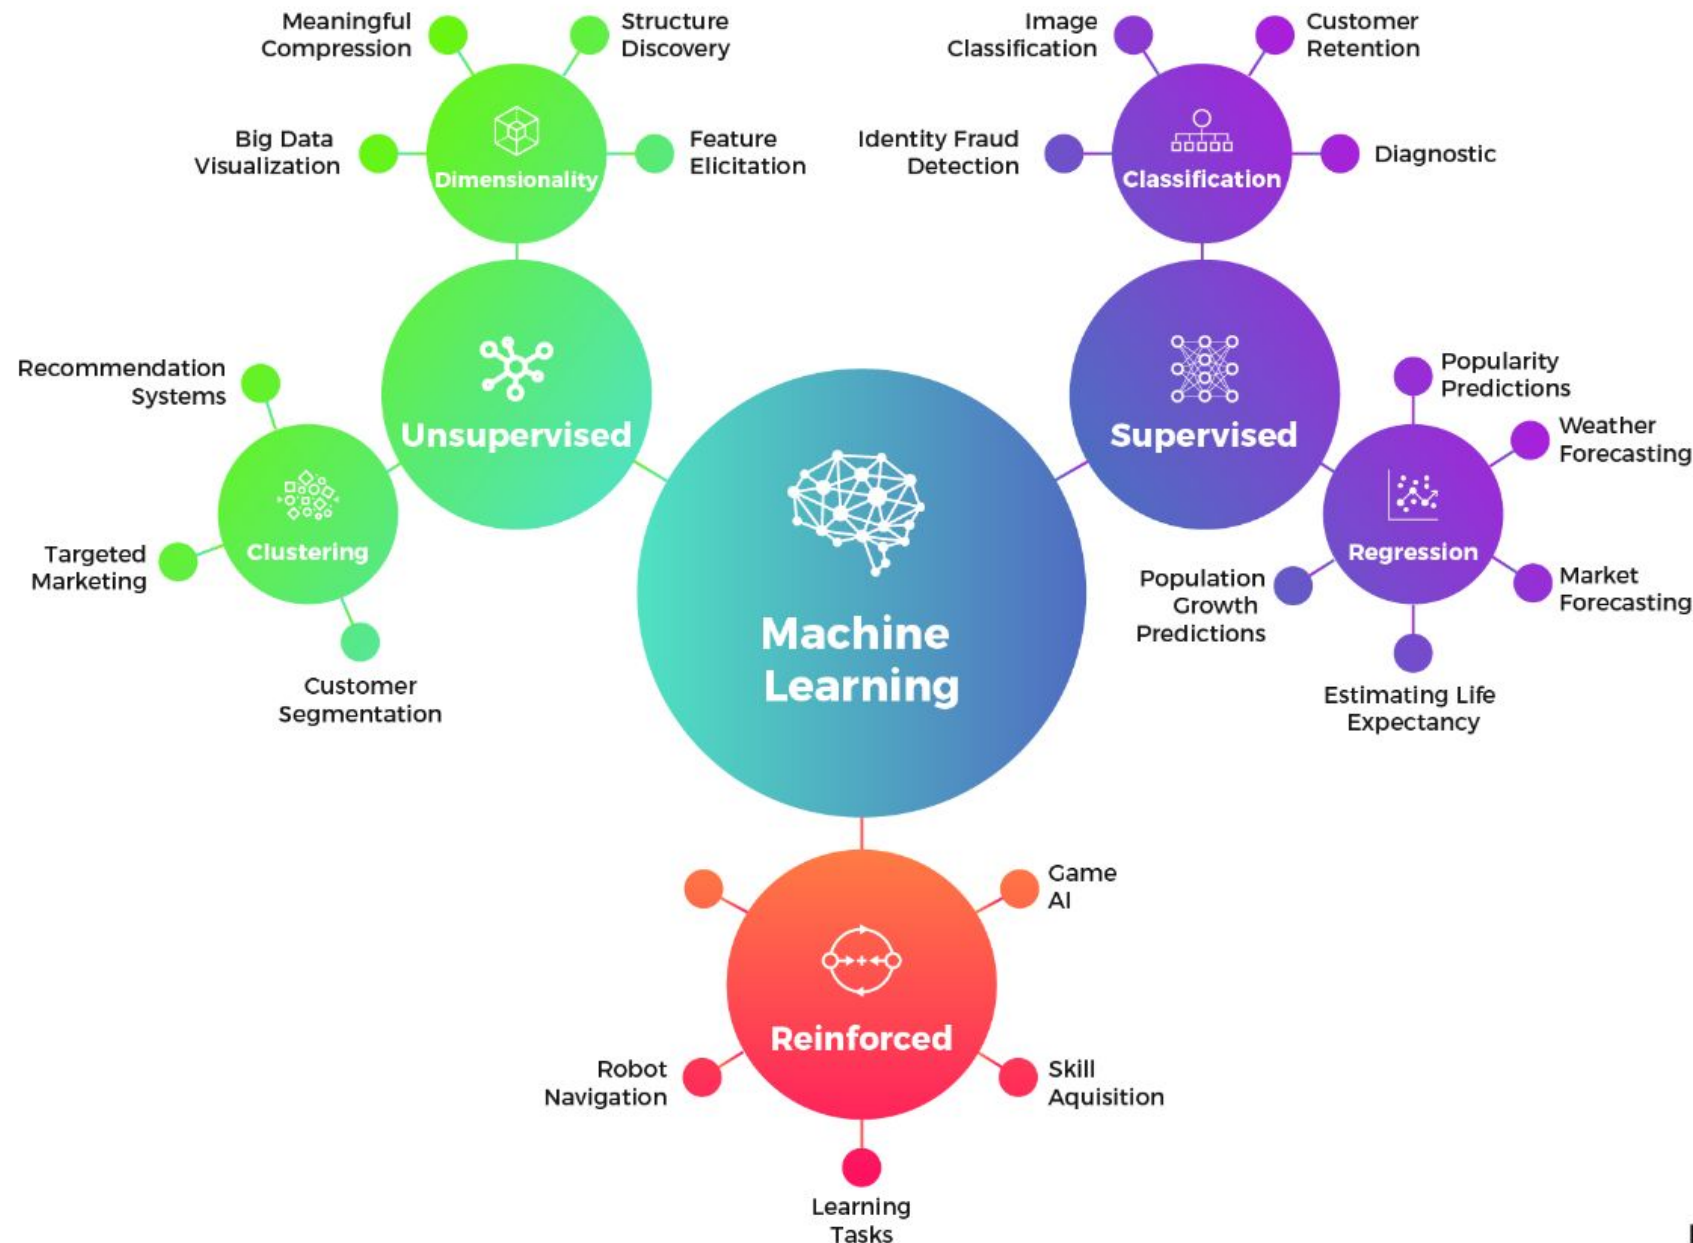 Meaningful
Compression
Structure
Discovery
Big Data
Visualization
Feature
Elicitation
Dimensionality
Image
Classification
Customer
Retention
Identity Fraud
Detection
Diagnostic
Classification
Recommendation
Systems
Unsupervised
Targeted
Marketing
Clustering
Customer
Segmentation
Supervised
Popularity
Predictions
Weather
Forecasting
Regression
Population
Growth
Predictions
Market
Forecasting
Estimating Life
Expectancy
Machine
Learning
Game
AI
Reinforced
Robot
Navigation
Skill
Aquisition
Learning
Tasks